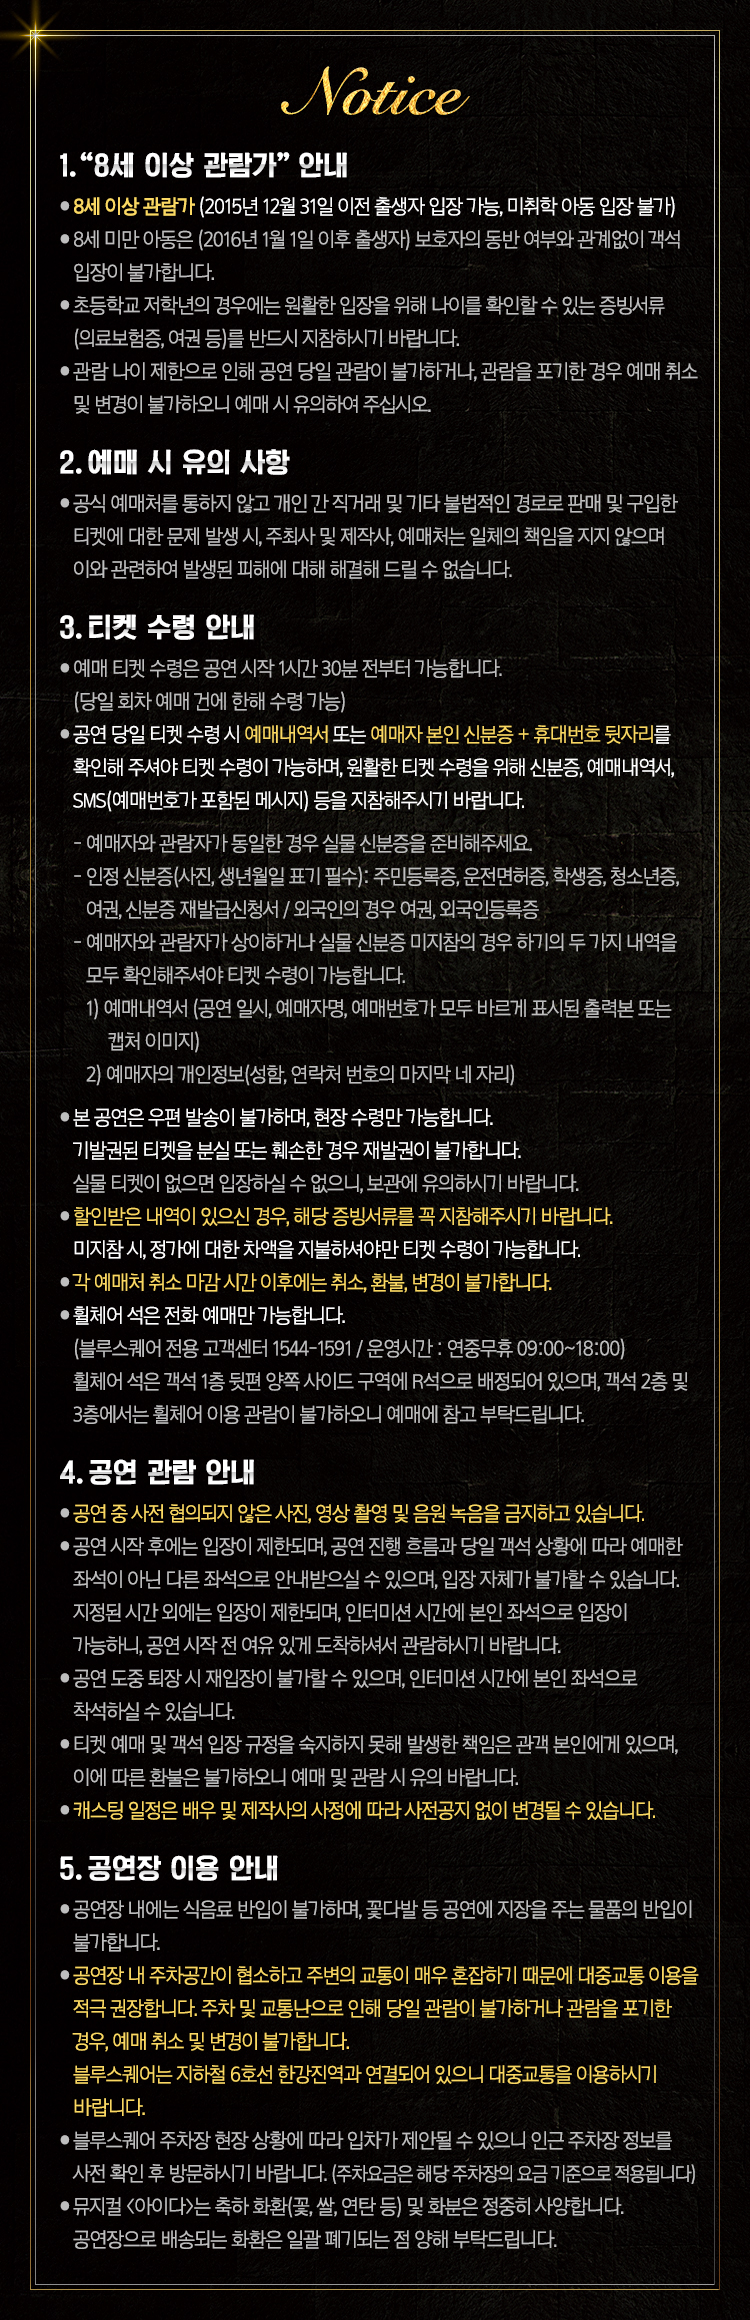 Notice
1. “8세 이상 관람가” 안내
● 8세 이상 관람가 (2015년 12월 31일 이전 출생자 입장 가능, 미취학 아동 입장 불가)
● 8세 미만 아동은 (2016년 1월 1일 이후 출생자) 보호자의 동반 여부와 관계없이 객석
입장이 불가합니다.
● 초등학교 저학년의 경우에는 원활한 입장을 위해 나이를 확인할 수 있는 증빙서류
(의료보험증, 여권 등)를 반드시 지참하시기 바랍니다.
● 관람 나이 제한으로 인해 공연 당일 관람이 불가하거나, 관람을 포기한 경우 예매 취소
및 변경이 불가하오니 예매 시 유의하여 주십시오.
2. 예매 시 유의 사항
● 공식 예매처를 통하지 않고 개인 간 직거래 및 기타 불법적인 경로로 판매 및 구입한
티켓에 대한 문제 발생 시, 주최사 및 제작사, 예매처는 일체의 책임을 지지 않으며
이와 관련하여 발생된 피해에 대해 해결해 드릴 수 없습니다.
3. 티켓 수령 안내
● 예매 티켓 수령은 공연 시작 1시간 30분 전부터 가능합니다.
(당일 회차 예매 건에 한해 수령 가능)
● 공연 당일 티켓 수령 시 예매내역서 또는 예매자 본인 신분증 + 휴대번호 뒷자리를
확인해 주셔야 티켓 수령이 가능하며, 원활한 티켓 수령을 위해 신분증, 예매내역서,
SMS(예매번호가 포함된 메시지) 등을 지참해주시기 바랍니다.
- 예매자와 관람자가 동일한 경우 실물 신분증을 준비해주세요.
- 인정 신분증(사진, 생년월일 표기 필수): 주민등록증, 운전면허증, 학생증, 청소년증,
여권, 신분증 재발급신청서 / 외국인의 경우 여권, 외국인등록증
- 예매자와 관람자가 상이하거나 실물 신분증 미지참의 경우 하기의 두 가지 내역을
모두 확인해주셔야 티켓 수령이 가능합니다.
1) 예매내역서 (공연 일시, 예매자명, 예매번호가 모두 바르게 표시된 출력본 또는
캡처 이미지)
2) 예매자의 개인정보(성함, 연락처 번호의 마지막 네 자리)
● 본 공연은 우편 발송이 불가하며, 현장 수령만 가능합니다.
기발권된 티켓을 분실 또는 훼손한 경우 재발권이 불가합니다.
실물 티켓이 없으면 입장하실 수 없으니, 보관에 유의하시기 바랍니다.
● 할인받은 내역이 있으신 경우, 해당 증빙서류를 꼭 지참해주시기 바랍니다.
미지참 시, 정가에 대한 차액을 지불하셔야만 티켓 수령이 가능합니다.
● 각 예매처 취소 마감 시간 이후에는 취소, 환불, 변경이 불가합니다.
● 휠체어 석은 전화 예매만 가능합니다.
(블루스퀘어 전용 고객센터 1544-1591 / 운영시간 : 연중무휴 09:00~18:00)
휠체어 석은 객석 1층 뒷편 양쪽 사이드 구역에 R석으로 배정되어 있으며, 객석 2층 및
3층에서는 휠체어 이용 관람이 불가하오니 예매에 참고 부탁드립니다.
4. 공연 관람 안내
● 공연 중 사전 협의되지 않은 사진, 영상 촬영 및 음원 녹음을 금지하고 있습니다.
● 공연 시작 후에는 입장이 제한되며, 공연 진행 흐름과 당일 객석 상황에 따라 예매한
좌석이 아닌 다른 좌석으로 안내받으실 수 있으며, 입장 자체가 불가할 수 있습니다.
지정된 시간 외에는 입장이 제한되며, 인터미션 시간에 본인 좌석으로 입장이
가능하니, 공연 시작 전 여유 있게 도착하셔서 관람하시기 바랍니다.
● 공연 도중 퇴장 시 재입장이 불가할 수 있으며, 인터미션 시간에 본인 좌석으로
착석하실 수 있습니다.
● 티켓 예매 및 객석 입장 규정을 숙지하지 못해 발생한 책임은 관객 본인에게 있으며,
이에 따른 환불은 불가하오니 예매 및 관람 시 유의 바랍니다.
● 캐스팅 일정은 배우 및 제작사의 사정에 따라 사전공지 없이 변경될 수 있습니다.
5. 공연장 이용 안내
● 공연장 내에는 식음료 반입이 불가하며, 꽃다발 등 공연에 지장을 주는 물품의 반입이
불가합니다.
● 공연장 내 주차공간이 협소하고 주변의 교통이 매우 혼잡하기 때문에 대중교통 이용을
적극 권장합니다. 주차 및 교통난으로 인해 당일 관람이 불가하거나 관람을 포기한
경우, 예매 취소 및 변경이 불가합니다.
블루스퀘어는 지하철 6호선 한강진역과 연결되어 있으니 대중교통을 이용하시기
바랍니다.
● 블루스퀘어 주차장 현장 상황에 따라 입차가 제안될 수 있으니 인근 주차장 정보를
사전 확인 후 방문하시기 바랍니다. (주차요금은 해당 주차장의 요금 기준으로 적용됩니다)
● 뮤지컬 <아이다>는 축하 화환(꽃, 쌀, 연탄 등) 및 화분은 정중히 사양합니다.
공연장으로 배송되는 화환은 일괄 폐기되는 점 양해 부탁드립니다.